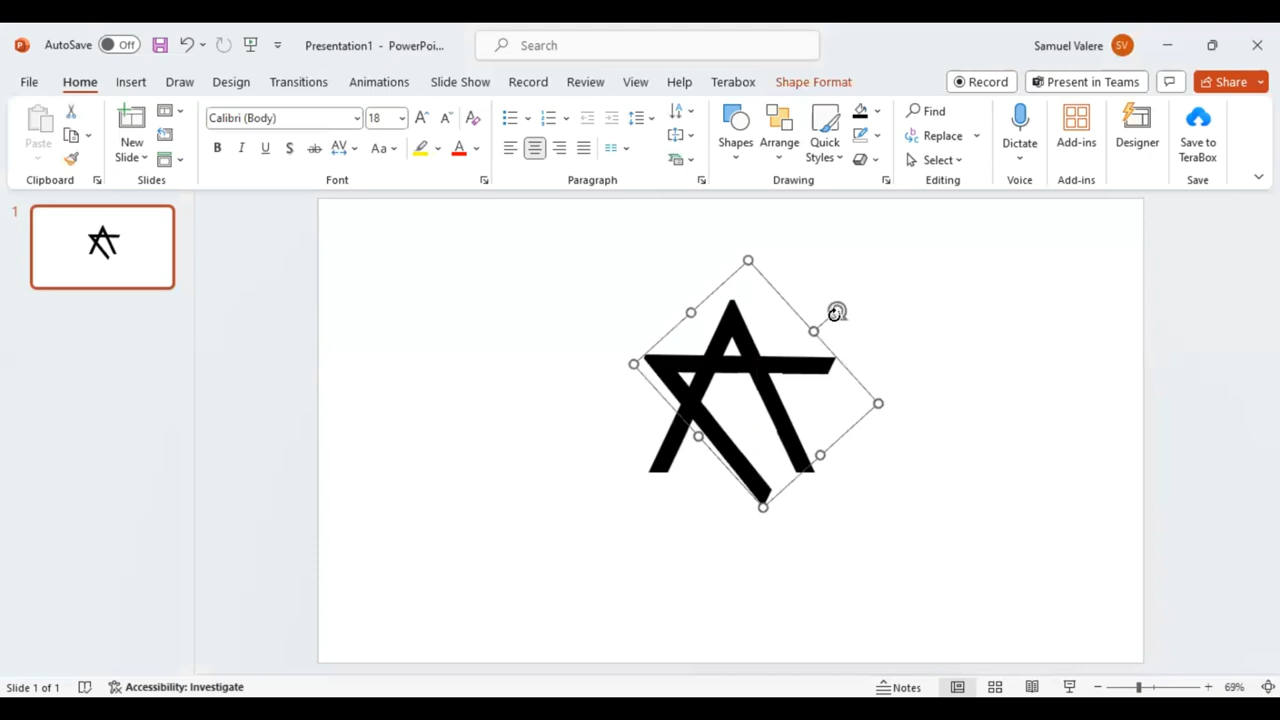 AutoSave Off Presentation1 - PowerPoi... Search Samuel Valere SV
File Home Insert Draw Design Transitions Animations Slide Show Record Review View Help Terabox Shape Format Record Present in Teams Share
Paste New Slide Calibri (Body) 18 Shapes Arrange Quick Styles Find Replace Select Dictate Add-ins Designer Save to TeraBox
B I U S ab AV Aa A
Clipboard Slides Font Paragraph Drawing Editing Voice Add-ins Save
1
Slide 1 of 1 Accessibility: Investigate Notes 69%